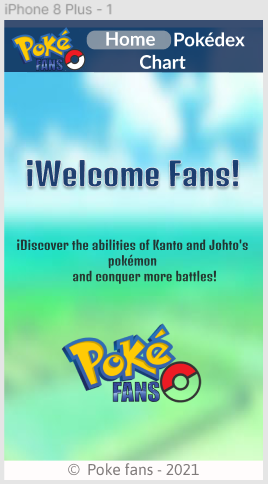 iPhone 8 Plus - 1
Poké
FANS
Home Pokédex
Chart
¡Welcome Fans!
¡Discover the abilities of Kanto and Johto's
pokémon
and conquer more battles!
Poké
FANS
© Poke fans - 2021